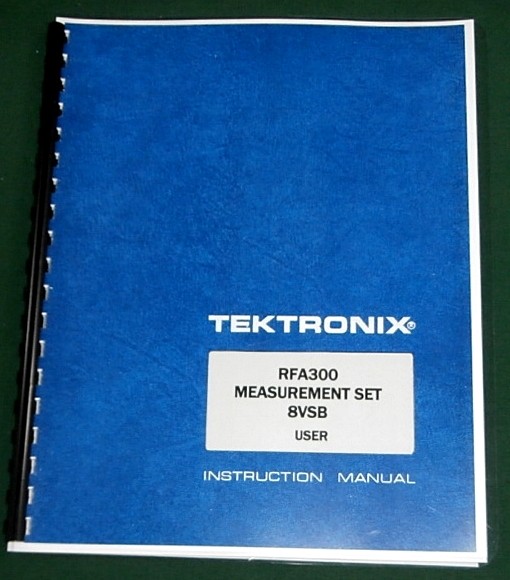 TEKTRONIX®
RFA300
MEASUREMENT SET
8VSB
USER
INSTRUCTION MANUAL